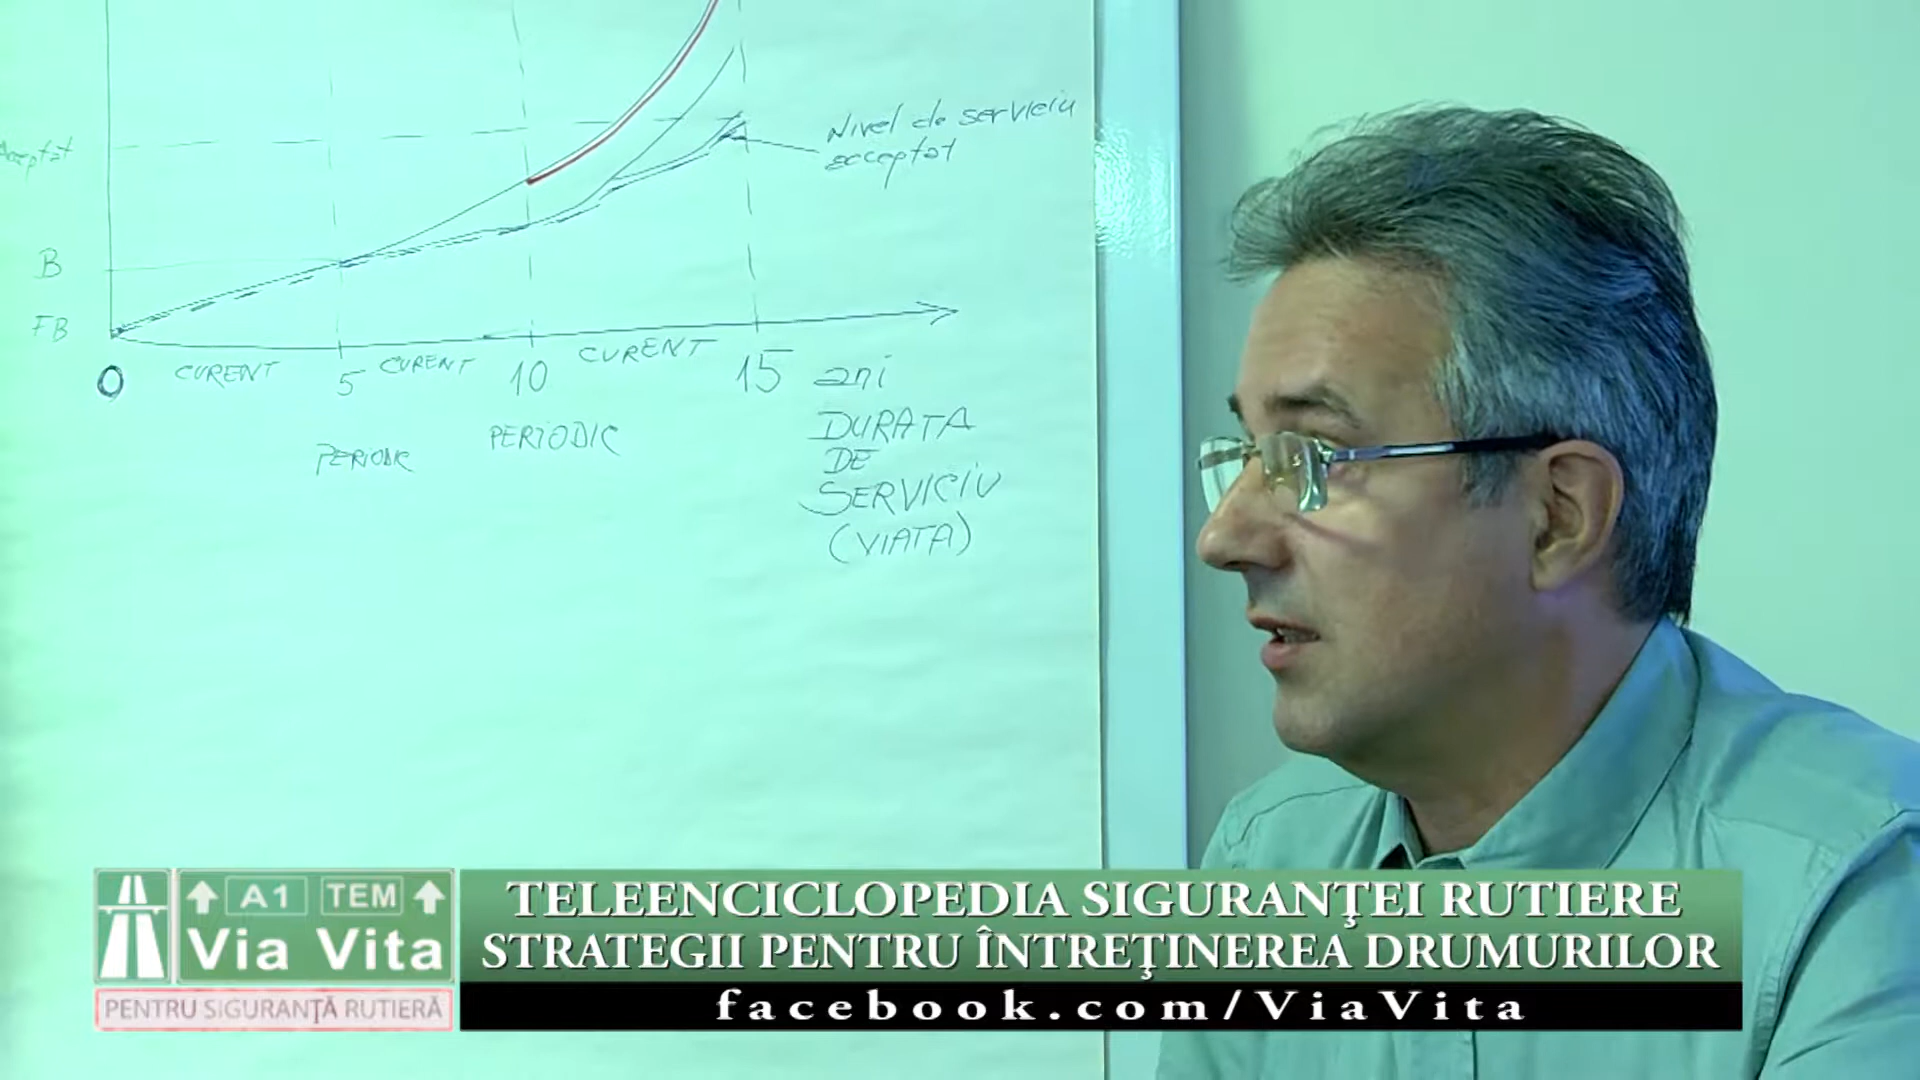 Nivel de serviciu
acceptat
Acceptat
B
FB
0 CURENT 5 CURENT 10 CURENT 15 ani
PERIODIC PERIODIC
DURATA
DE
SERVICIU
(VIATA)
A1 TEM
Via Vita
PENTRU SIGURANŢĂ RUTIERĂ
TELEENCICLOPEDIA SIGURANŢEI RUTIERE
STRATEGII PENTRU ÎNTREŢINEREA DRUMURILOR
facebook.com/ViaVita